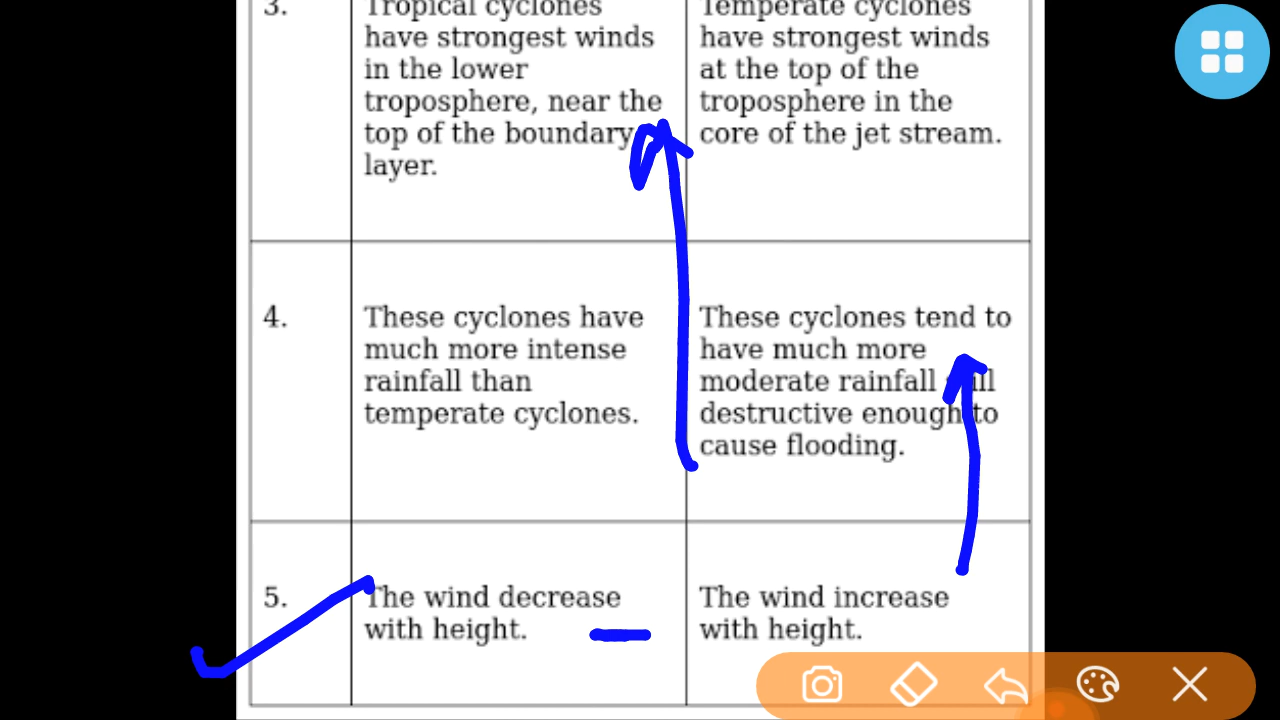 3.
Tropical cyclones
have strongest winds
in the lower
troposphere, near the
top of the boundary
layer.
Temperate cyclones
have strongest winds
at the top of the
troposphere in the
core of the jet stream.
4.
These cyclones have
much more intense
rainfall than
temperate cyclones.
These cyclones tend to
have much more
moderate rainfall still
destructive enough to
cause flooding.
5.
The wind decrease
with height.
The wind increase
with height.